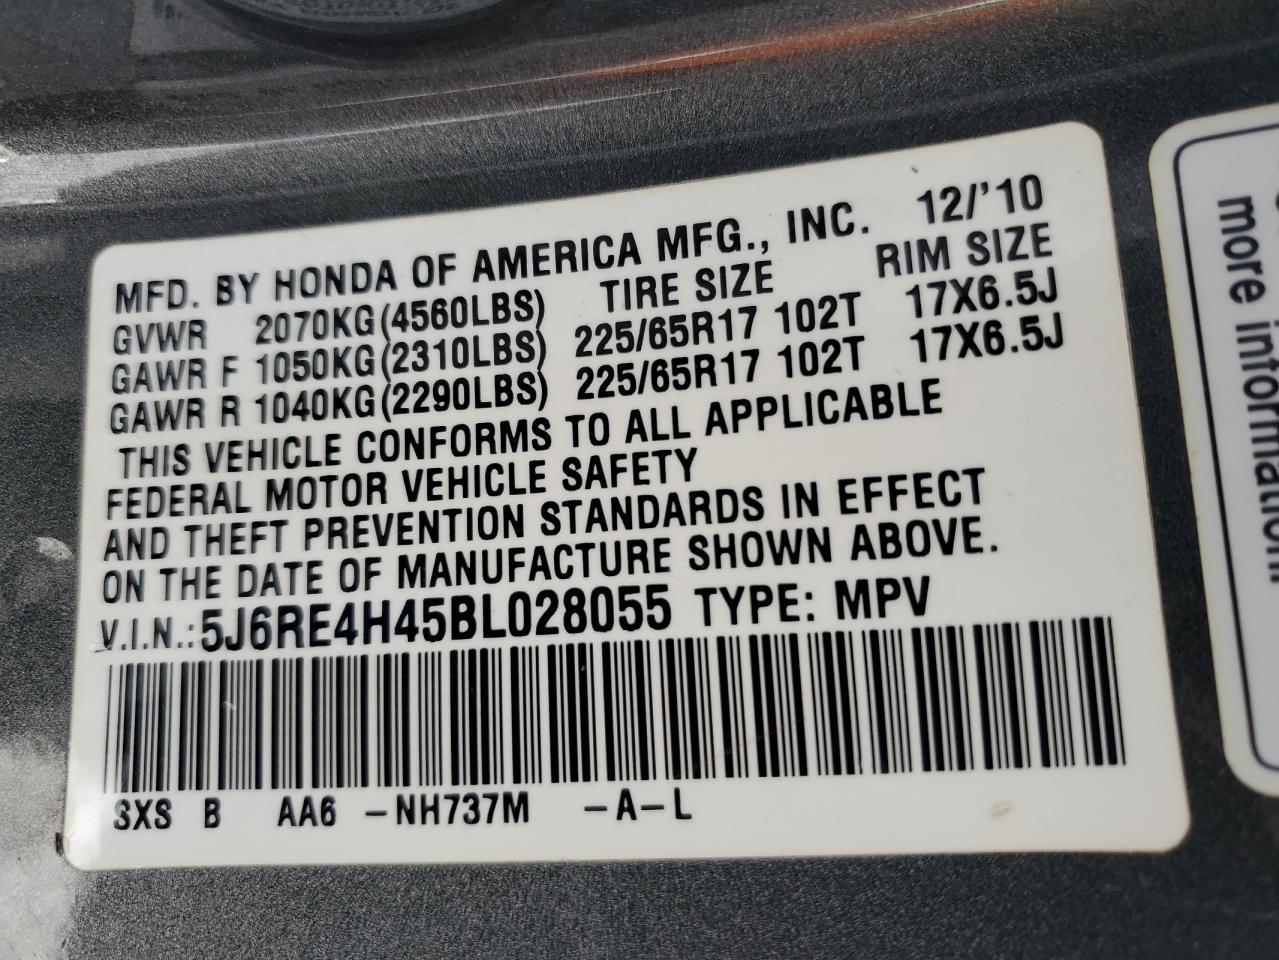 MFD. BY HONDA OF AMERICA MFG., INC. 12/'10
GVWR 2070KG(4560LBS) TIRE SIZE RIM SIZE
GAWR F 1050KG(2310LBS) 225/65R17 102T 17X6.5J
GAWR R 1040KG(2290LBS) 225/65R17 102T 17X6.5J
THIS VEHICLE CONFORMS TO ALL APPLICABLE
FEDERAL MOTOR VEHICLE SAFETY
AND THEFT PREVENTION STANDARDS IN EFFECT
ON THE DATE OF MANUFACTURE SHOWN ABOVE.
V.I.N.:5J6RE4H45BL028055 TYPE: MPV
SXS B AA6 -NH737M -A-L
more information.